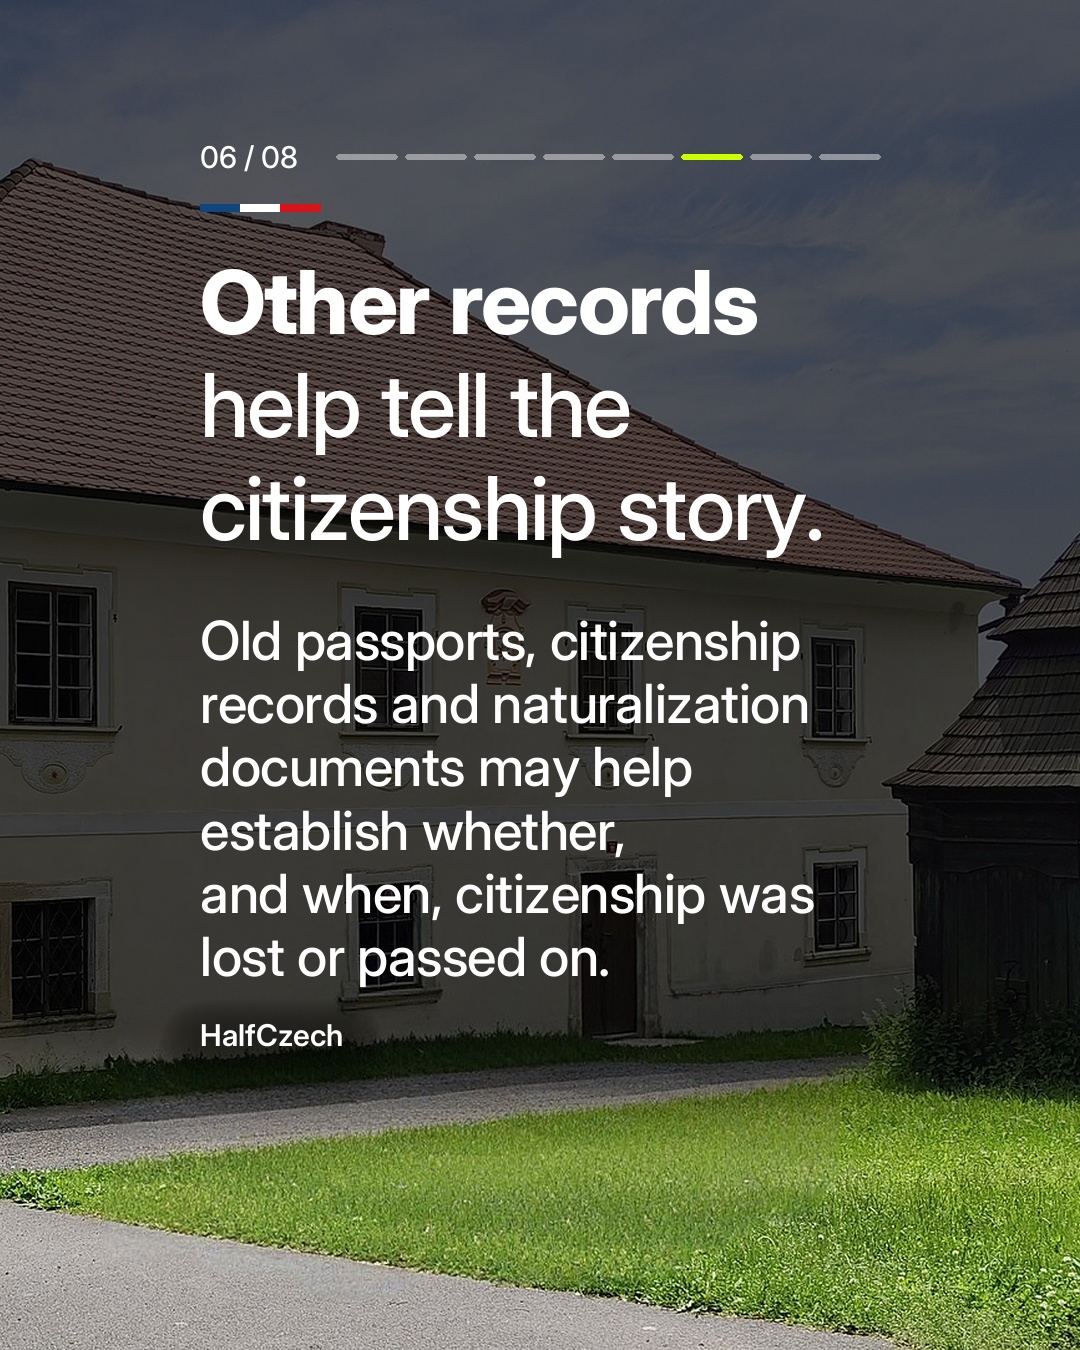 06 / 08
Other records
help tell the
citizenship story.
Old passports, citizenship
records and naturalization
documents may help
establish whether,
and when, citizenship was
lost or passed on.
HalfCzech